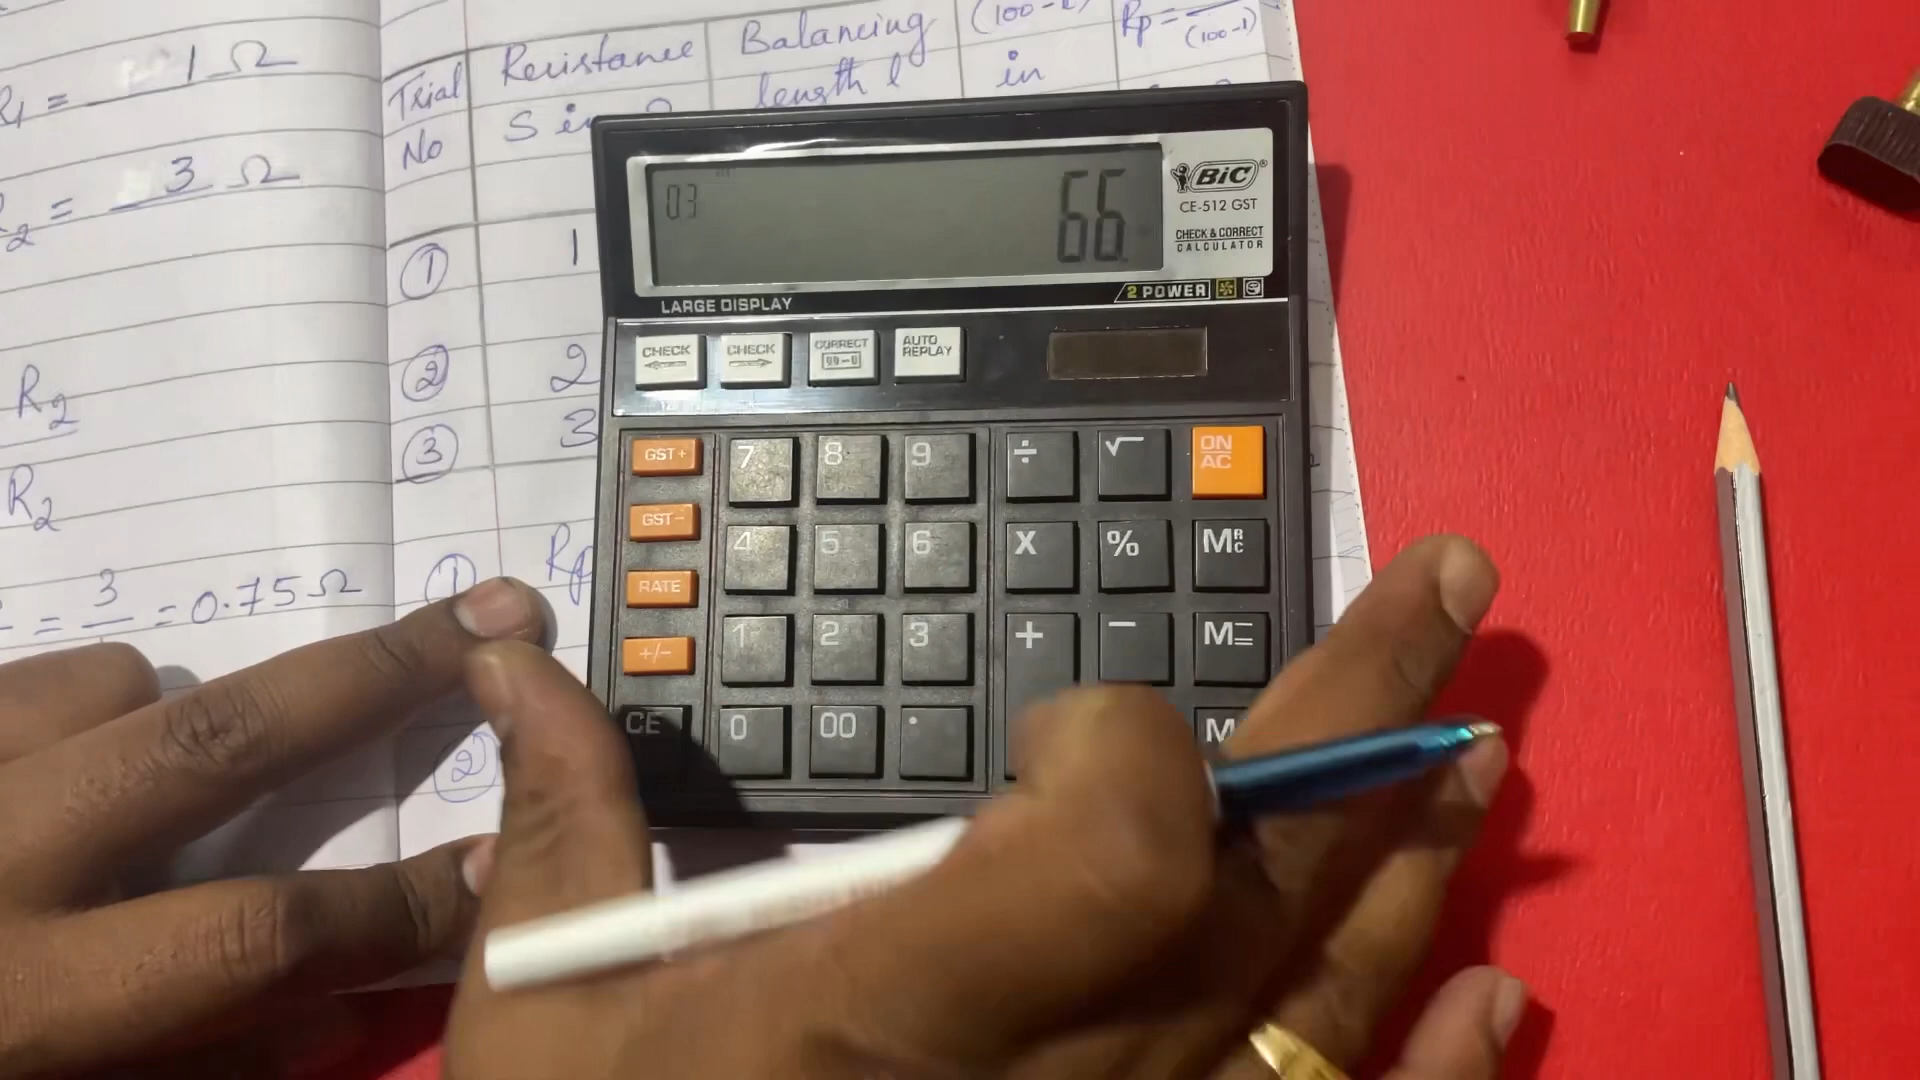 R1 = 1 Ω
R2 = 3 Ω
R2
R2
= 3 = 0.75 Ω
Trial No
Resistance
S in
Balancing
length l
(100-l)
in
Rp =
(100-l)
① 1
② 2
③ 3
① Rp
②
03 66.
BiC
CE-512 GST
CHECK & CORRECT
CALCULATOR
LARGE DISPLAY
2 POWER
CHECK CHECK CORRECT AUTO REPLAY
GST+ 7 8 9 ÷ √ ON AC
GST- 4 5 6 X % MRC
RATE 1 2 3 + - M=
+/-
CE 0 00 . M